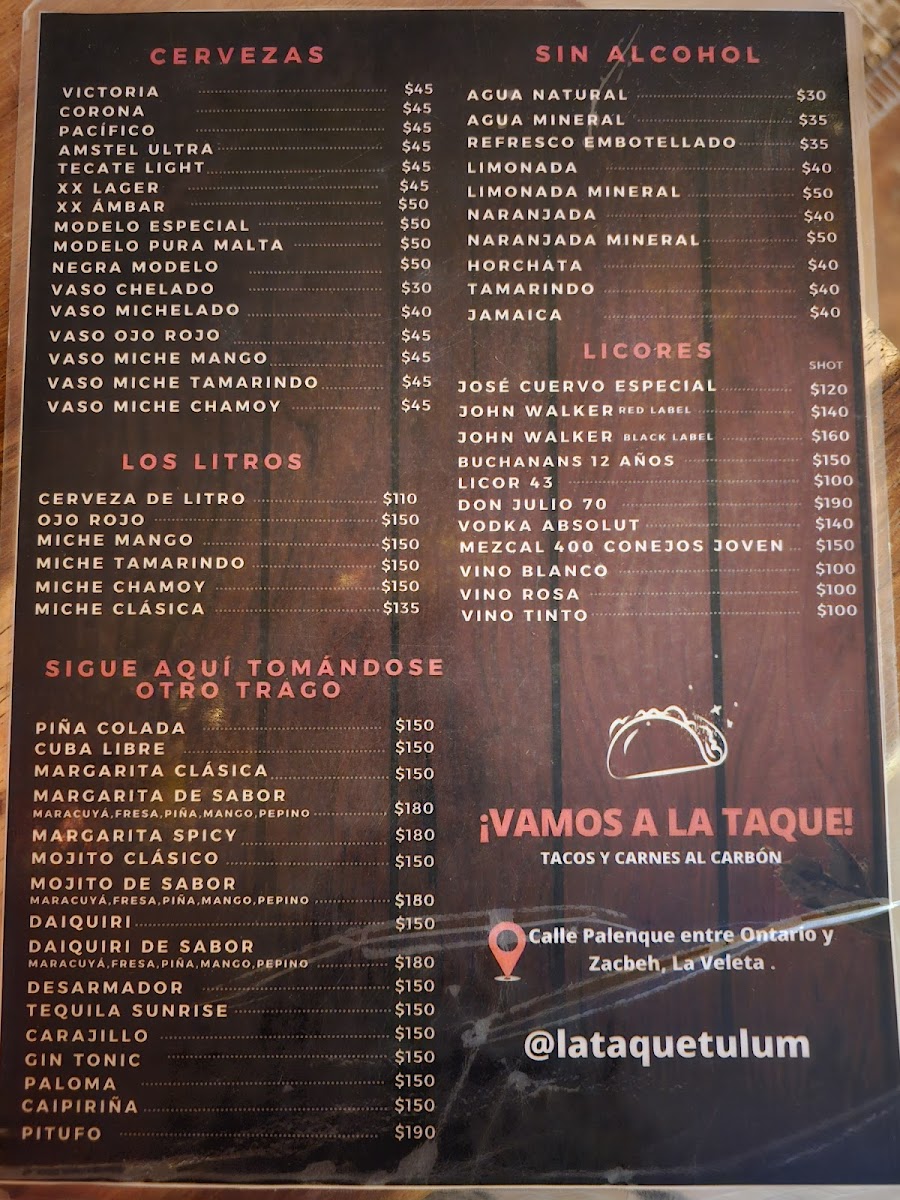 CERVEZAS
VICTORIA $45
CORONA $45
PACÍFICO $45
AMSTEL ULTRA $45
TECATE LIGHT $45
XX LAGER $45
XX ÁMBAR $50
MODELO ESPECIAL $50
MODELO PURA MALTA $50
NEGRA MODELO $50
VASO CHELADO $30
VASO MICHELADO $40
VASO OJO ROJO $45
VASO MICHE MANGO $45
VASO MICHE TAMARINDO $45
VASO MICHE CHAMOY $45
LOS LITROS
CERVEZA DE LITRO $110
OJO ROJO $150
MICHE MANGO $150
MICHE TAMARINDO $150
MICHE CHAMOY $150
MICHE CLÁSICA $135
SIGUE AQUÍ TOMÁNDOSE
OTRO TRAGO
PIÑA COLADA $150
CUBA LIBRE $150
MARGARITA CLÁSICA $150
MARGARITA DE SABOR
MARACUYÁ,FRESA,PIÑA,MANGO,PEPINO $180
MARGARITA SPICY $180
MOJITO CLÁSICO $150
MOJITO DE SABOR
MARACUYÁ,FRESA,PIÑA,MANGO,PEPINO $180
DAIQUIRI $150
DAIQUIRI DE SABOR
MARACUYÁ,FRESA,PIÑA,MANGO,PEPINO $180
DESARMADOR $150
TEQUILA SUNRISE $150
CARAJILLO $150
GIN TONIC $150
PALOMA $150
CAIPIRIÑA $150
PITUFO $190
SIN ALCOHOL
AGUA NATURAL $30
AGUA MINERAL $35
REFRESCO EMBOTELLADO $35
LIMONADA $40
LIMONADA MINERAL $50
NARANJADA $40
NARANJADA MINERAL $50
HORCHATA $40
TAMARINDO $40
JAMAICA $40
LICORES
SHOT
JOSÉ CUERVO ESPECIAL $120
JOHN WALKER RED LABEL $140
JOHN WALKER BLACK LABEL $160
BUCHANANS 12 AÑOS $150
LICOR 43 $100
DON JULIO 70 $190
VODKA ABSOLUT $140
MEZCAL 400 CONEJOS JOVEN $150
VINO BLANCO $100
VINO ROSA $100
VINO TINTO $100
¡VAMOS A LA TAQUE!
TACOS Y CARNES AL CARBÓN
Calle Palenque entre Ontario y
Zacbeh, La Veleta .
@lataquetulum